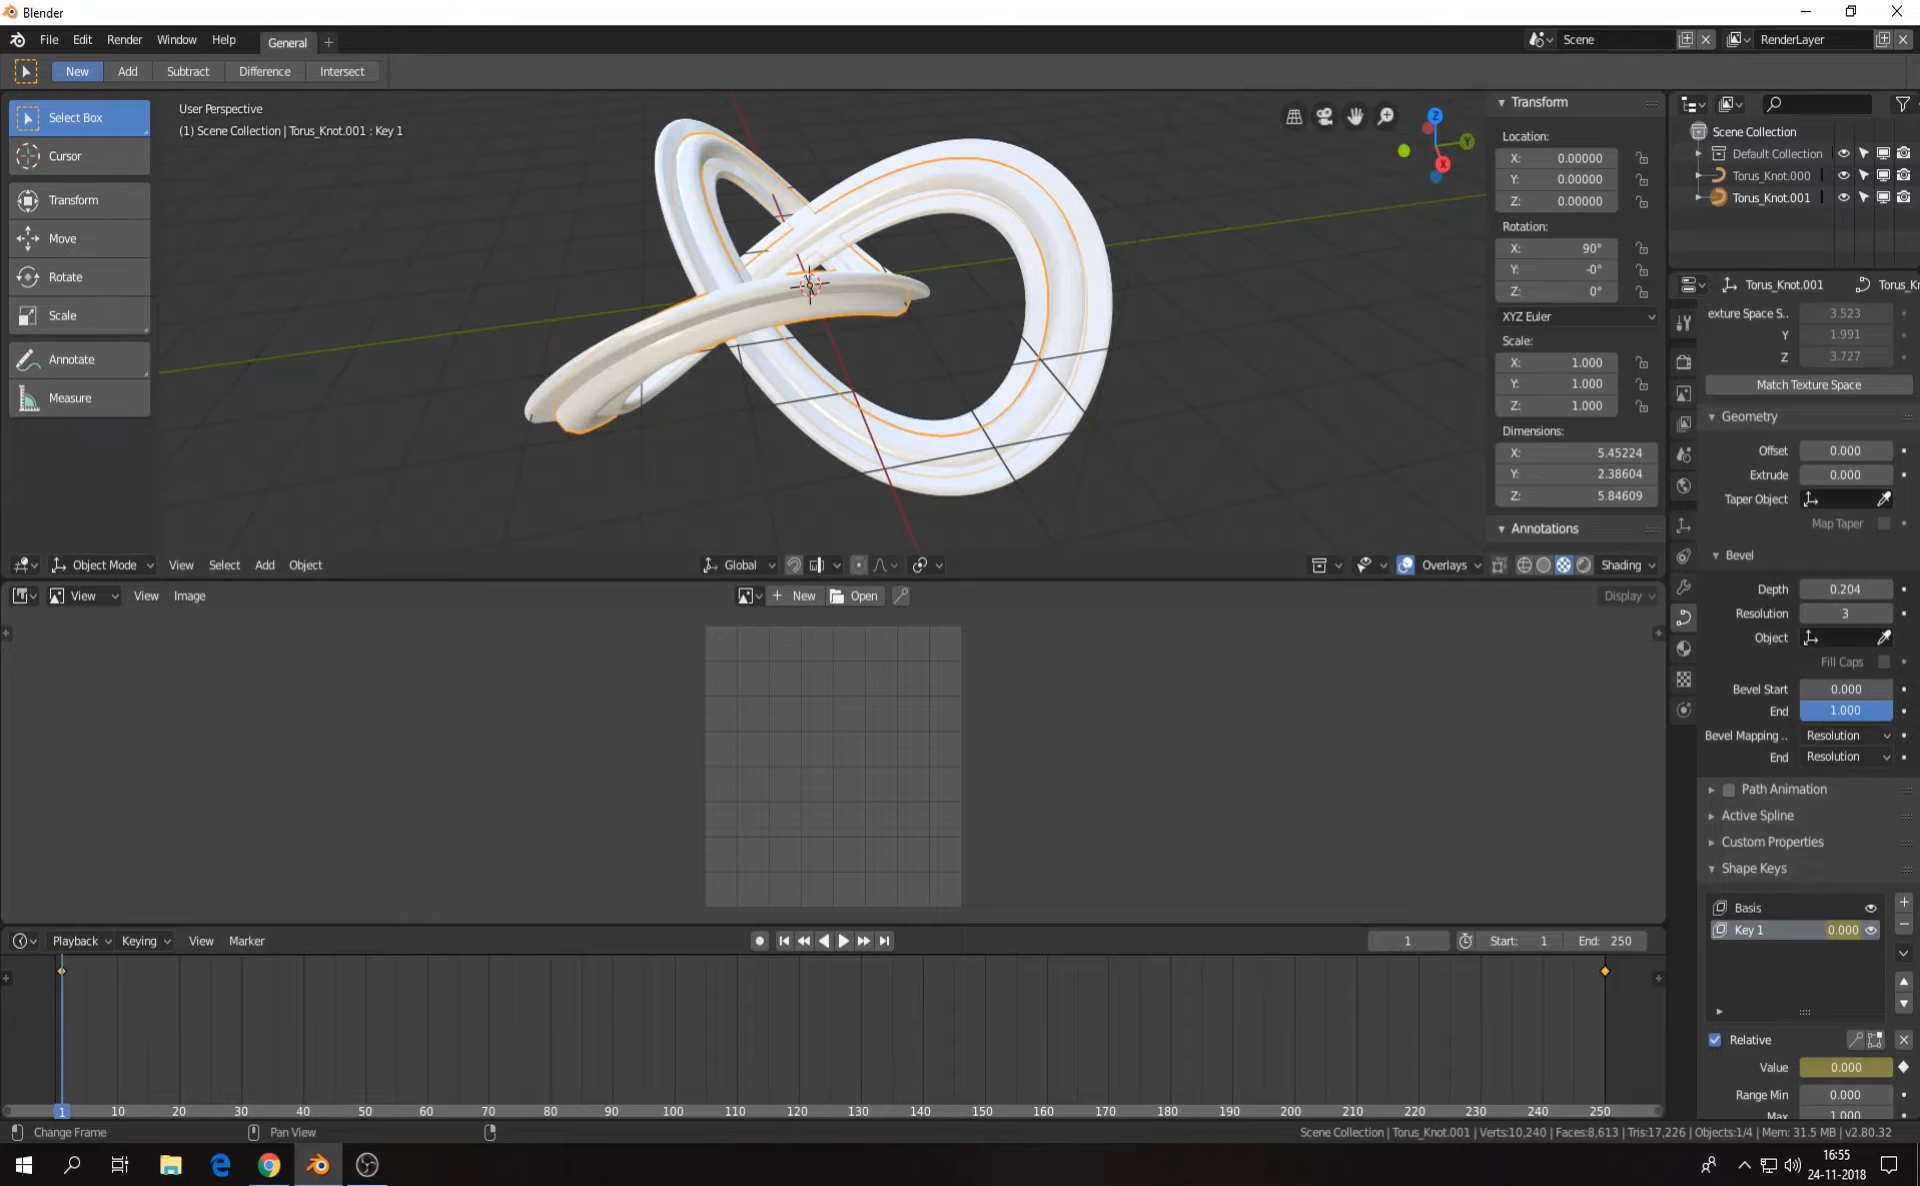 Blender
File Edit Render Window Help General + Scene RenderLayer
New Add Subtract Difference Intersect
Select Box
Cursor
Transform
Move
Rotate
Scale
Annotate
Measure
User Perspective
(1) Scene Collection | Torus_Knot.001 : Key 1
Z
Y
X
Transform
Location:
X: 0.00000
Y: 0.00000
Z: 0.00000
Rotation:
X: 90°
Y: -0°
Z: 0°
XYZ Euler
Scale:
X: 1.000
Y: 1.000
Z: 1.000
Dimensions:
X: 5.45224
Y: 2.38604
Z: 5.84609
Annotations
Object Mode View Select Add Object Global Overlays Shading
View View Image + New Open Display
Scene Collection
Default Collection
Torus_Knot.000
Torus_Knot.001
Torus_Knot.001 Torus_Kn
exture Space S.. 3.523
Y 1.991
Z 3.727
Match Texture Space
Geometry
Offset 0.000
Extrude 0.000
Taper Object
Map Taper
Bevel
Depth 0.204
Resolution 3
Object
Fill Caps
Bevel Start 0.000
End 1.000
Bevel Mapping .. Resolution
End Resolution
Path Animation
Active Spline
Custom Properties
Shape Keys
Basis
Key 1 0.000
Relative
Value 0.000
Range Min 0.000
Max 1.000
Playback Keying View Marker 1 Start: 1 End: 250
1 10 20 30 40 50 60 70 80 90 100 110 120 130 140 150 160 170 180 190 200 210 220 230 240 250
Change Frame Pan View Scene Collection | Torus_Knot.001 | Verts:10,240 | Faces:8,613 | Tris:17,226 | Objects:1/4 | Mem: 31.5 MB | v2.80.32
16:55
24-11-2018